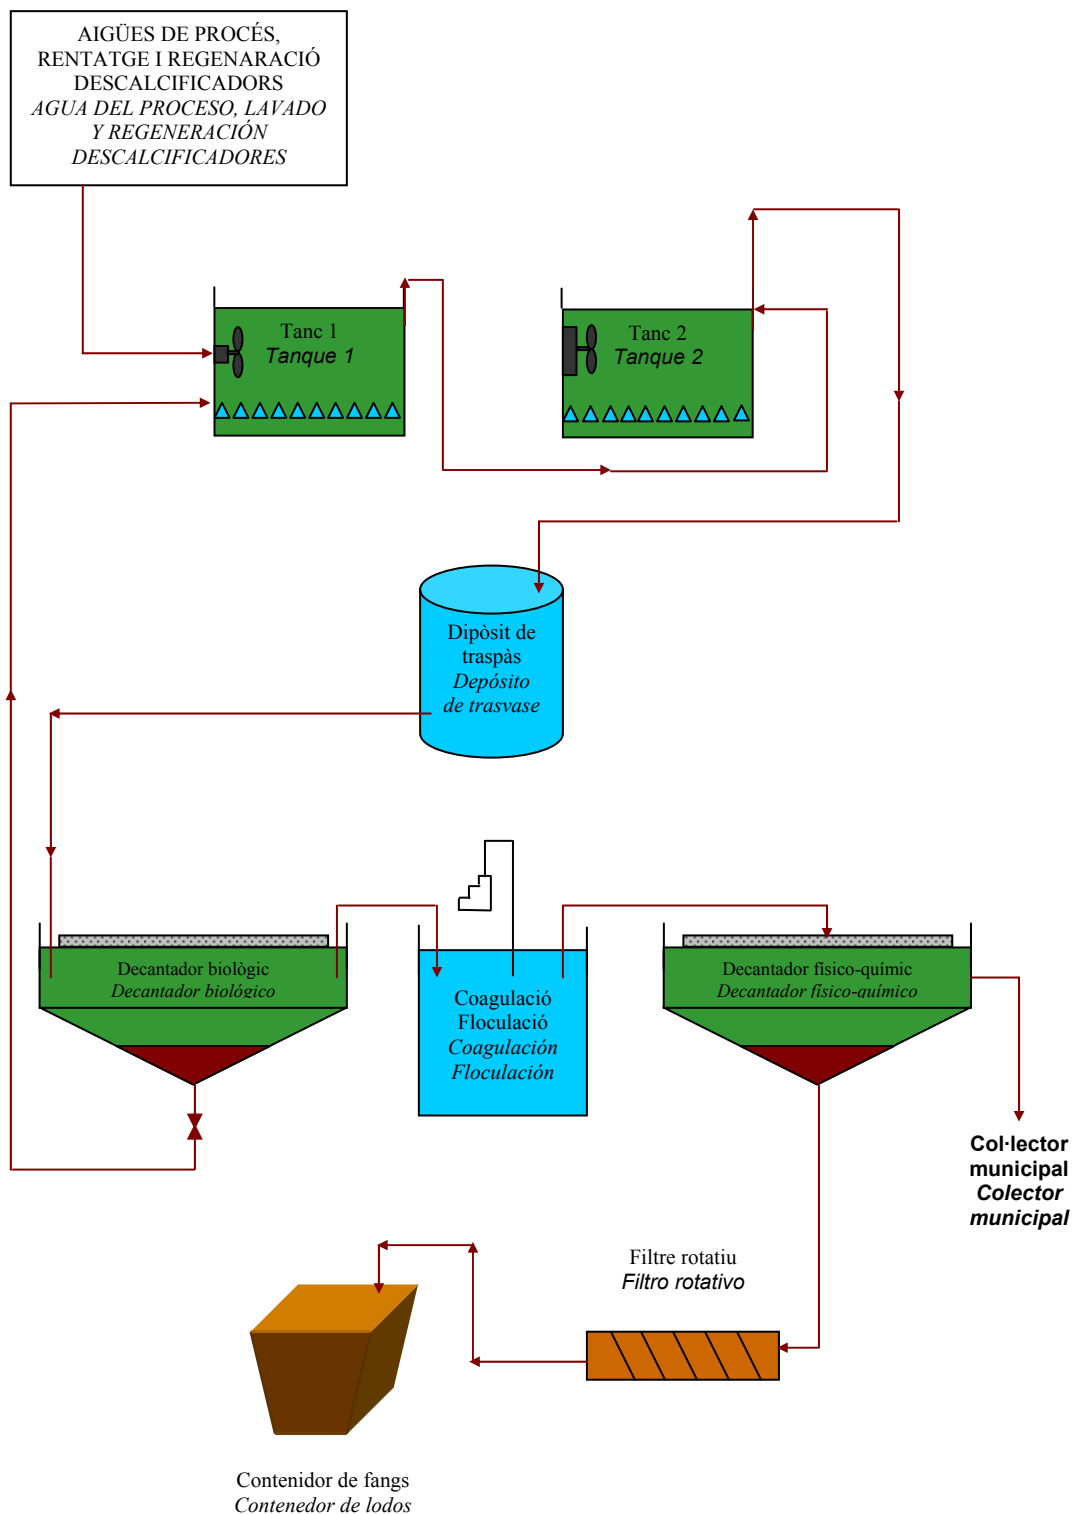 AIGÜES DE PROCÉS,
RENTATGE I REGENARACIÓ
DESCALCIFICADORS
AGUA DEL PROCESO, LAVADO
Y REGENERACIÓN
DESCALCIFICADORES
Tanc 1
Tanque 1
Tanc 2
Tanque 2
Dipòsit de
traspàs
Depósito
de trasvase
Decantador biològic
Decantador biológico
Coagulació
Floculació
Coagulación
Floculación
Decantador físico-químic
Decantador físico-químico
Col·lector
municipal
Colector
municipal
Filtre rotatiu
Filtro rotativo
Contenidor de fangs
Contenedor de lodos